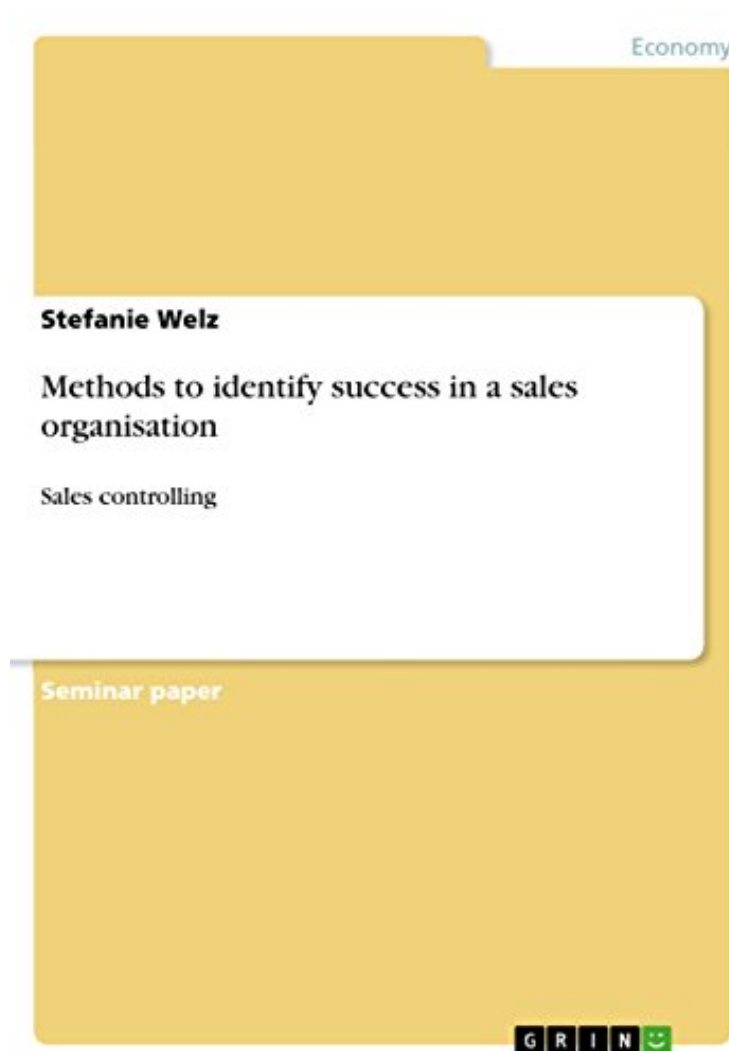 Economy
Stefanie Welz
Methods to identify success in a sales
organisation
Sales controlling
Seminar paper
GRIN